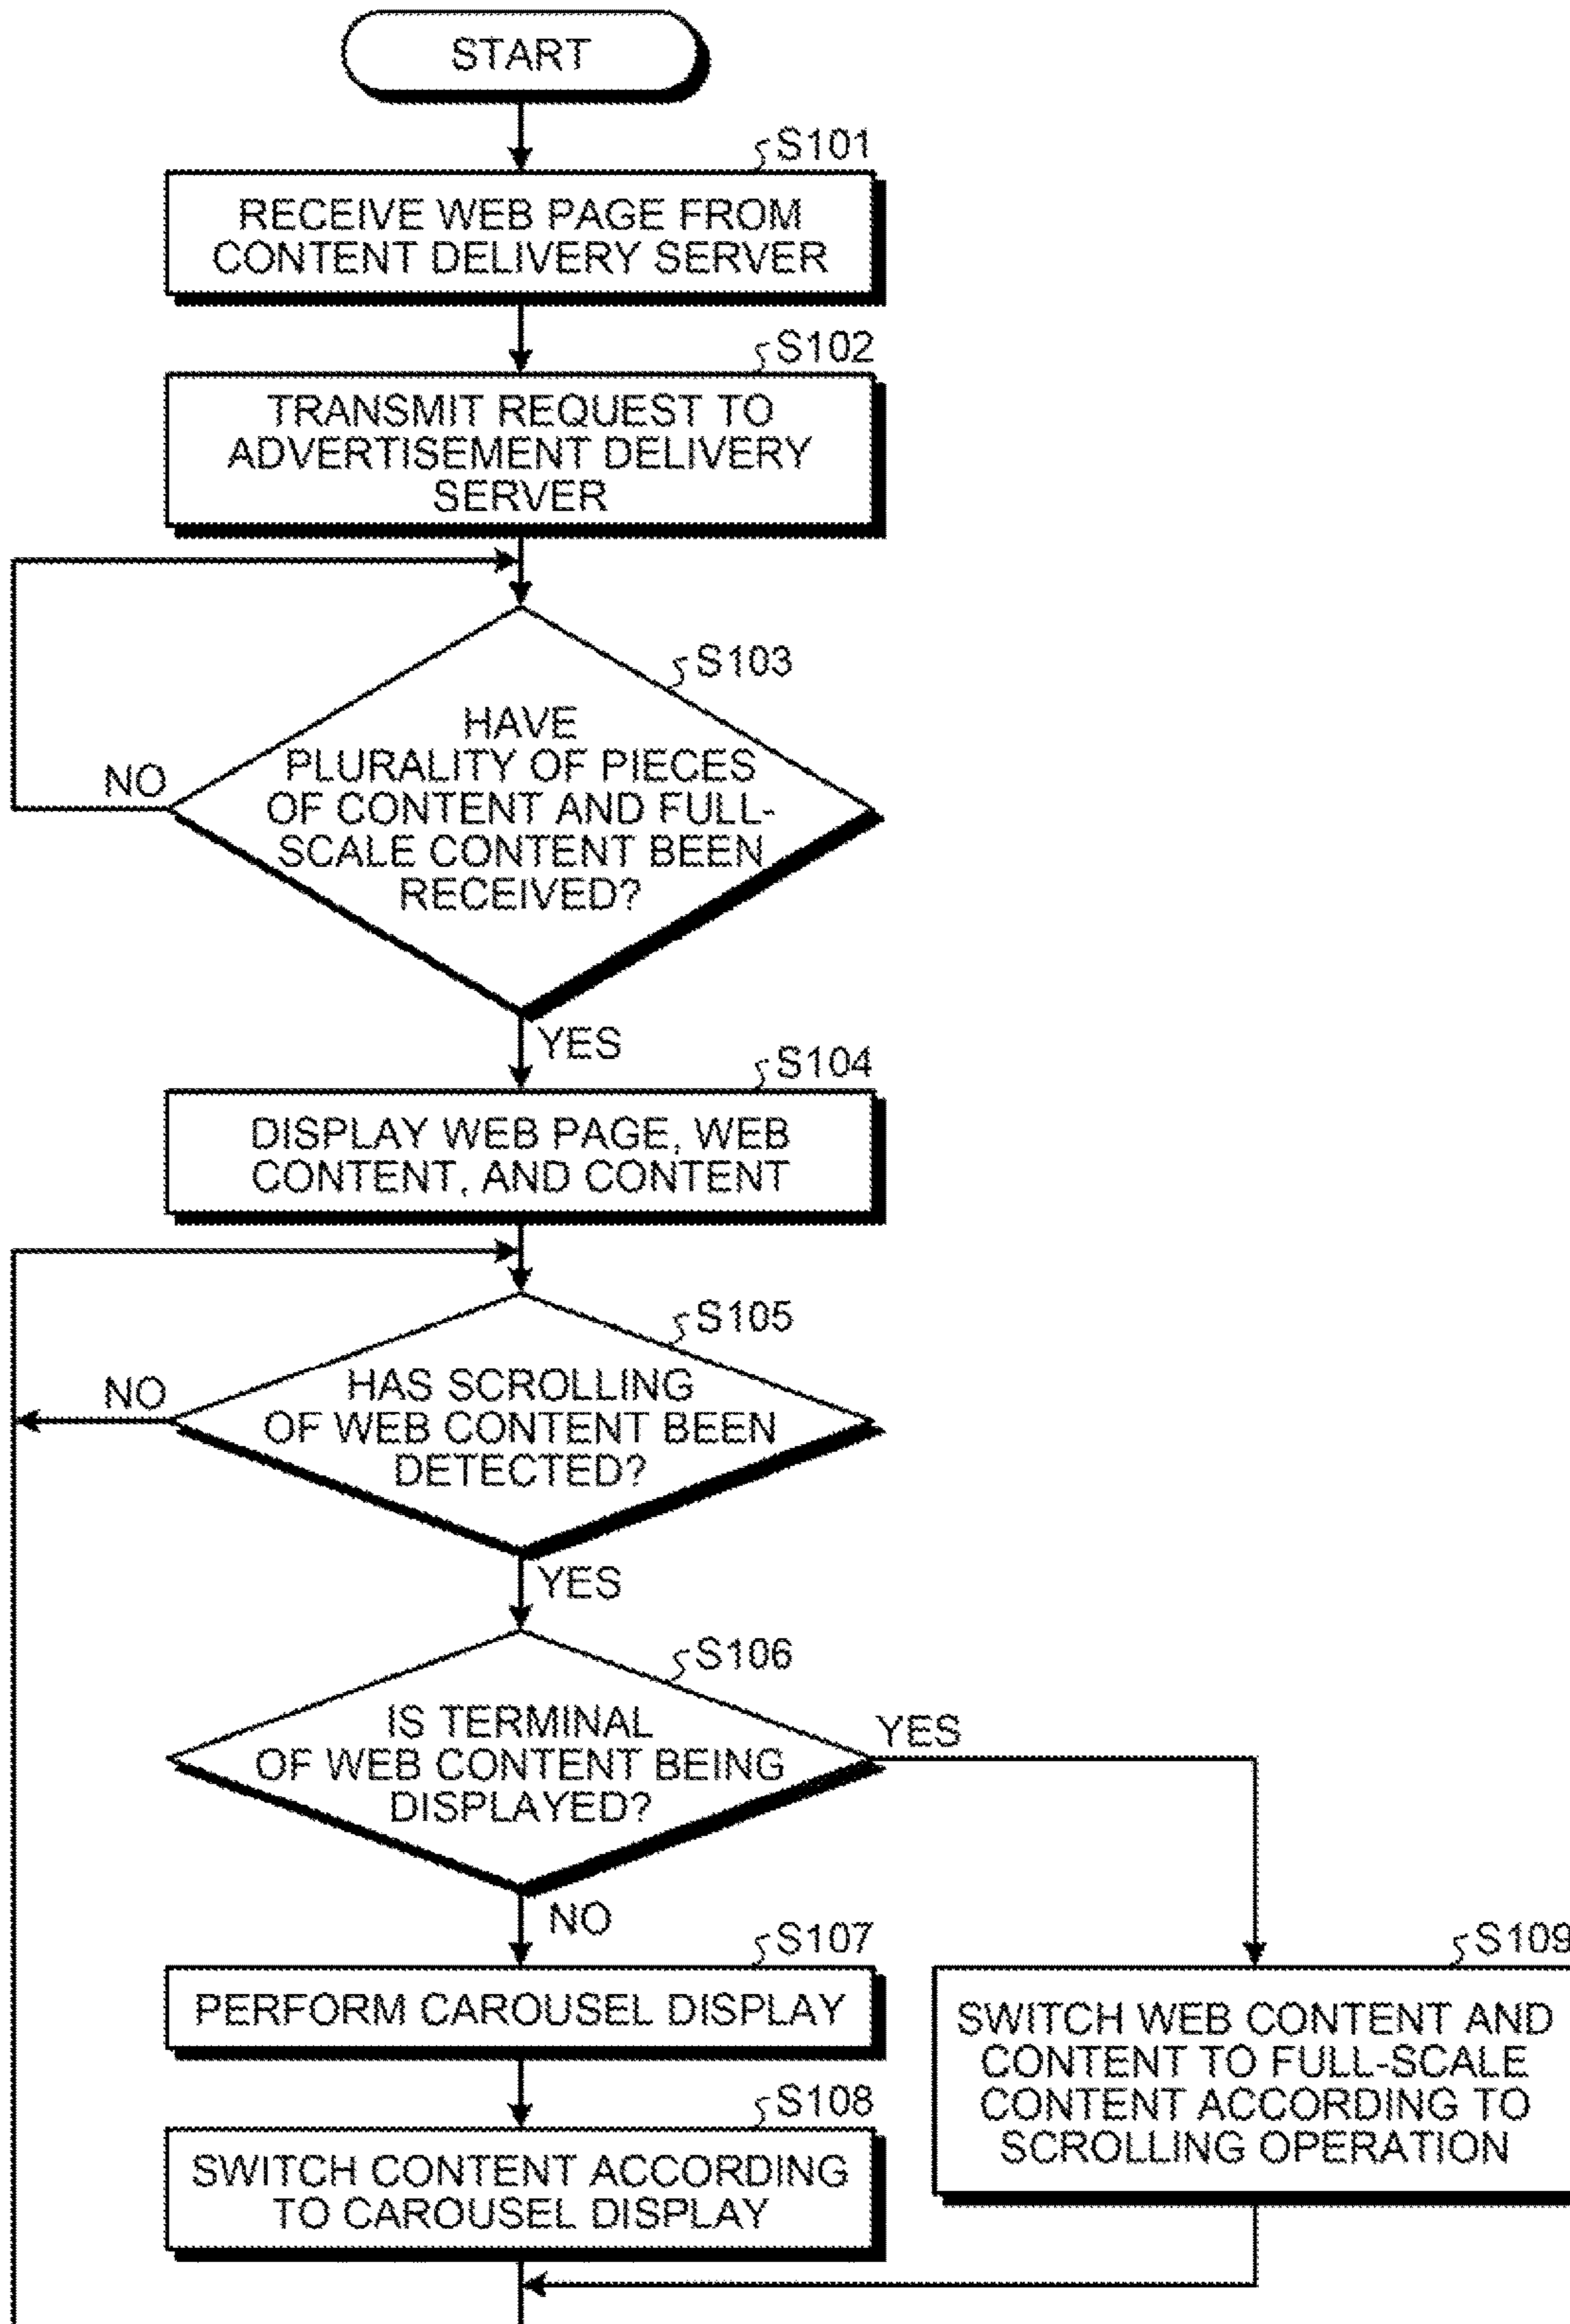 START
S101
RECEIVE WEB PAGE FROM
CONTENT DELIVERY SERVER
S102
TRANSMIT REQUEST TO
ADVERTISEMENT DELIVERY
SERVER
S103
HAVE
PLURALITY OF PIECES
OF CONTENT AND FULL-
SCALE CONTENT BEEN
RECEIVED?
NO
YES
S104
DISPLAY WEB PAGE, WEB
CONTENT, AND CONTENT
S105
HAS SCROLLING
OF WEB CONTENT BEEN
DETECTED?
NO
YES
S106
IS TERMINAL
OF WEB CONTENT BEING
DISPLAYED?
YES
NO
S107
PERFORM CAROUSEL DISPLAY
S108
SWITCH CONTENT ACCORDING
TO CAROUSEL DISPLAY
S109
SWITCH WEB CONTENT AND
CONTENT TO FULL-SCALE
CONTENT ACCORDING TO
SCROLLING OPERATION